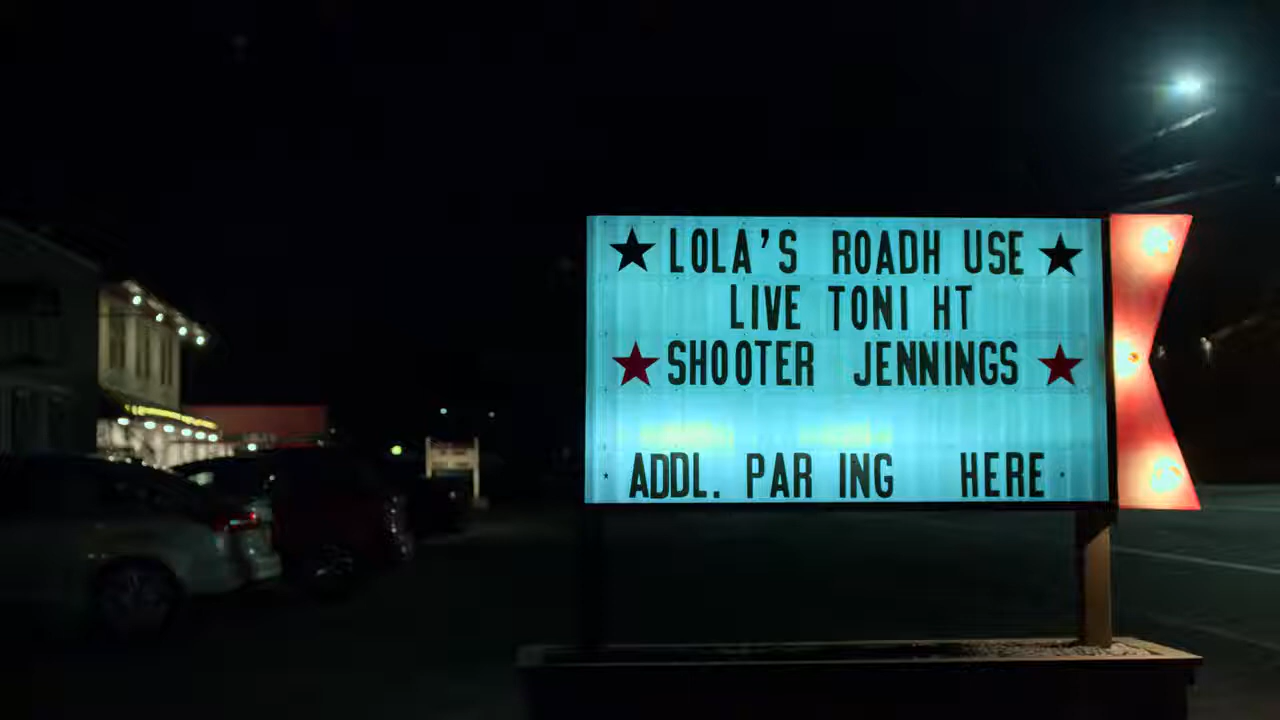 LOLA'S ROADH USE
LIVE TONI HT
SHOOTER JENNINGS
ADDL. PAR ING HERE